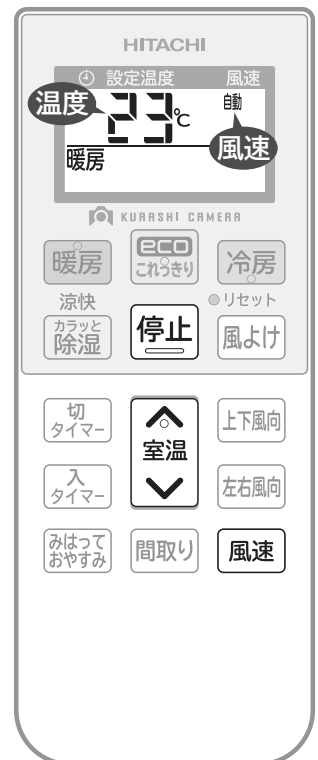 HITACHI
設定温度 風速
温度 23℃ 自動
暖房 風速
KURASHI CAMERA
暖房 eco これっきり 冷房
涼快 リセット
カラッと除湿 停止 風よけ
切タイマー 室温 上下風向
入タイマー 左右風向
みはっておやすみ 間取り 風速